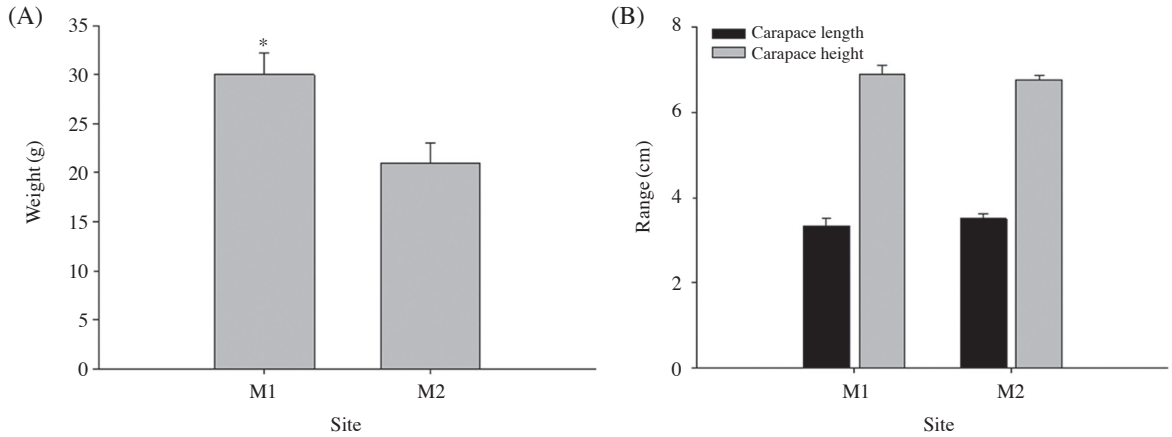 (A)
Weight (g)
35
30
25
20
15
10
5
0
*
M1
M2
Site
(B)
Range (cm)
8
6
4
2
0
Carapace length
Carapace height
M1
M2
Site